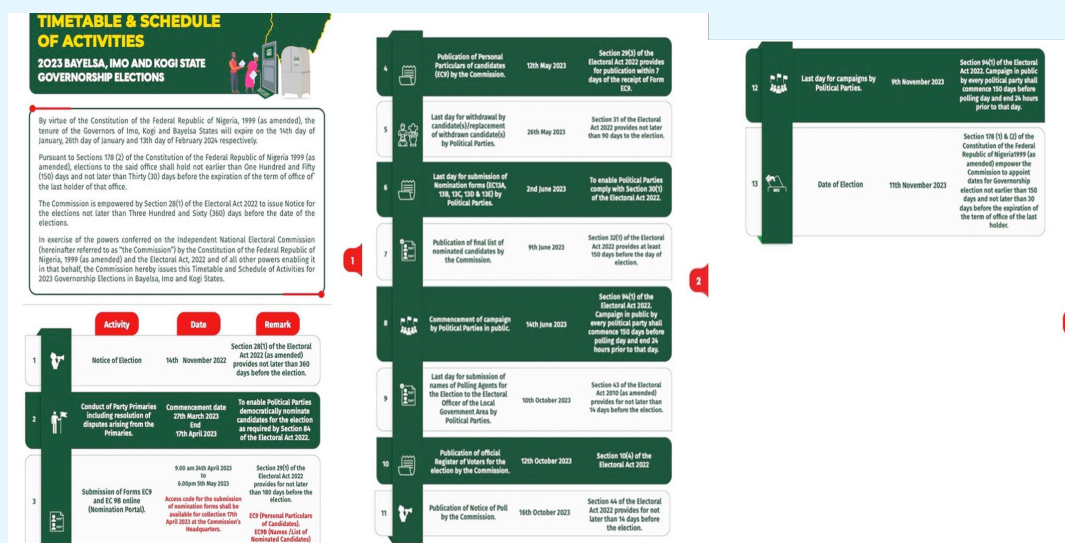 TIMETABLE & SCHEDULE
OF ACTIVITIES
2023 BAYELSA, IMO AND KOGI STATE
GOVERNORSHIP ELECTIONS
By virtue of the Constitution of the Federal Republic of Nigeria, 1999 (as amended), the
tenure of the Governors of Imo, Kogi and Bayelsa States will expire on the 14th day of
January, 26th day of January and 13th day of February 2024 respectively.
Pursuant to Sections 178 (2) of the Constitution of the Federal Republic of Nigeria 1999 (as
amended), elections to the said office shall hold not earlier than One Hundred and Fifty
(150) days and not later than Thirty (30) days before the expiration of the term of office of
the last holder of that office.
The Commission is empowered by Section 28(1) of the Electoral Act 2022 to issue Notice for
the elections not later than Three Hundred and Sixty (360) days before the date of the
elections.
In exercise of the powers conferred on the Independent National Electoral Commission
(hereinafter referred to as "the Commission") by the Constitution of the Federal Republic of
Nigeria, 1999 (as amended) and the Electoral Act, 2022 and of all other powers enabling it
in that behalf, the Commission hereby issues this Timetable and Schedule of Activities for
2023 Governorship Elections in Bayelsa, Imo and Kogi States.
1
Activity
Date
Remark
1
Notice of Election
14th November 2022
Section 28(1) of the Electoral
Act 2022 (as amended)
provides not later than 360
days before the election.
2
Conduct of Party Primaries
including resolution of
disputes arising from the
Primaries.
Commencement date
27th March 2023
End
17th April 2023
To enable Political Parties
democratically nominate
candidates for the election
as required by Section 84
of the Electoral Act 2022.
3
Submission of Forms EC9
and EC 9B online
(Nomination Portal).
9.00 am 24th April 2023
to
6.00pm 5th May 2023
Access code for the submission
of nomination forms shall be
available for collection 17th
April 2023 at the Commission's
Headquarters.
Section 29(1) of the
Electoral Act 2022
provides for not later
than 180 days before the
election.
EC9 (Personal Particulars
of Candidates).
EC9B (Names /List of
Nominated Candidates)
4
Publication of Personal
Particulars of candidates
(EC9) by the Commission.
12th May 2023
Section 29(3) of the
Electoral Act 2022 provides
for publication within 7
days of the receipt of Form
EC9.
5
Last day for withdrawal by
candidate(s)/replacement
of withdrawn candidate(s)
by Political Parties.
26th May 2023
Section 31 of the Electoral
Act 2022 provides not later
than 90 days to the election.
6
Last day for submission of
Nomination forms (EC13A,
13B, 13C, 13D & 13E) by
Political Parties.
2nd June 2023
To enable Political Parties
comply with Section 30(1)
of the Electoral Act 2022.
7
Publication of final list of
nominated candidates by
the Commission.
9th June 2023
Section 32(1) of the Electoral
Act 2022 provides at least
150 days before the day of
election.
8
Commencement of campaign
by Political Parties in public.
14th June 2023
Section 94(1) of the
Electoral Act 2022.
Campaign in public by
every political party shall
commence 150 days before
polling day and end 24
hours prior to that day.
9
Last day for submission of
names of Polling Agents for
the Election to the Electoral
Officer of the Local
Government Area by
Political Parties.
10th October 2023
Section 43 of the Electoral
Act 2010 (as amended)
provides for not later than
14 days before the election.
10
Publication of official
Register of Voters for the
election by the Commission.
12th October 2023
Section 10(4) of the
Electoral Act 2022
11
Publication of Notice of Poll
by the Commission.
16th October 2023
Section 44 of the Electoral
Act 2022 provides for not
later than 14 days before
the election.
2
12
Last day for campaigns by
Political Parties.
9th November 2023
Section 94(1) of the Electoral
Act 2022. Campaign in public
by every political party shall
commence 150 days before
polling day and end 24 hours
prior to that day.
13
Date of Election
11th November 2023
Section 178 (1) & (2) of the
Constitution of the Federal
Republic of Nigeria1999 (as
amended) empower the
Commission to appoint
dates for Governorship
election not earlier than 150
days and not later than 30
days before the expiration of
the term of office of the last
holder.